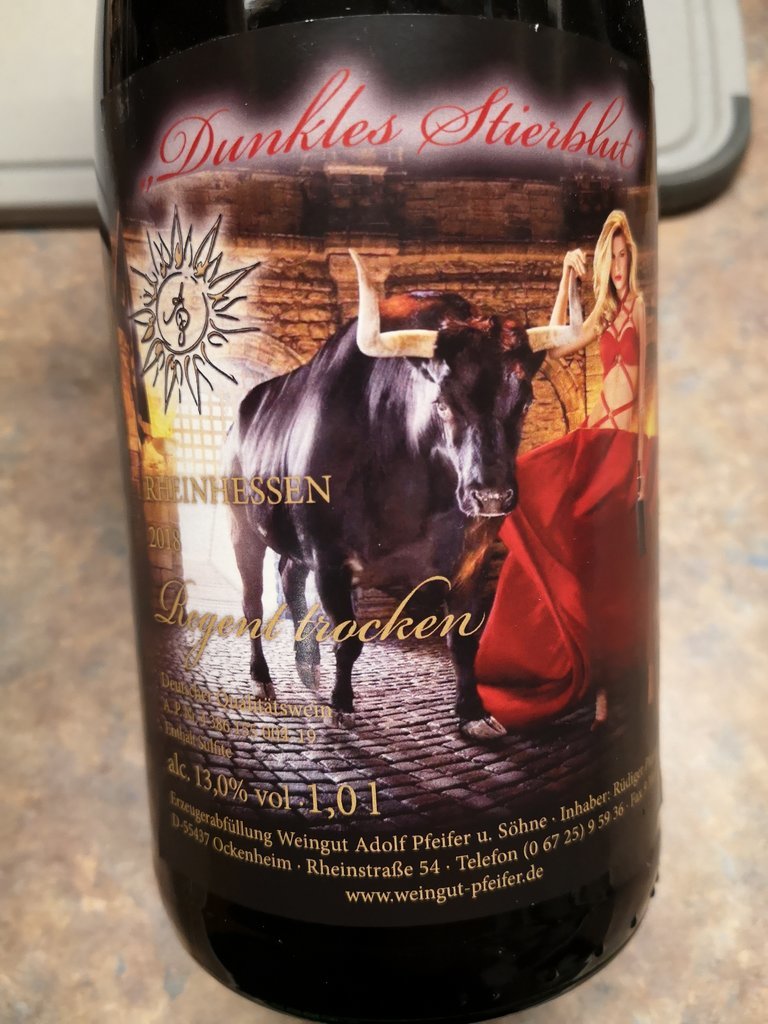 „Dunkles Stierblut"
RHEINHESSEN
2018
Regent trocken
Deutscher Qualitätswein
Enthält Sulfite
alc. 13,0% vol · 1,0 l
Erzeugerabfüllung Weingut Adolf Pfeifer u. Söhne · Inhaber: Rüdiger
D-55437 Ockenheim · Rheinstraße 54 · Telefon (0 67 25) 9 59 36 ·
www.weingut-pfeifer.de